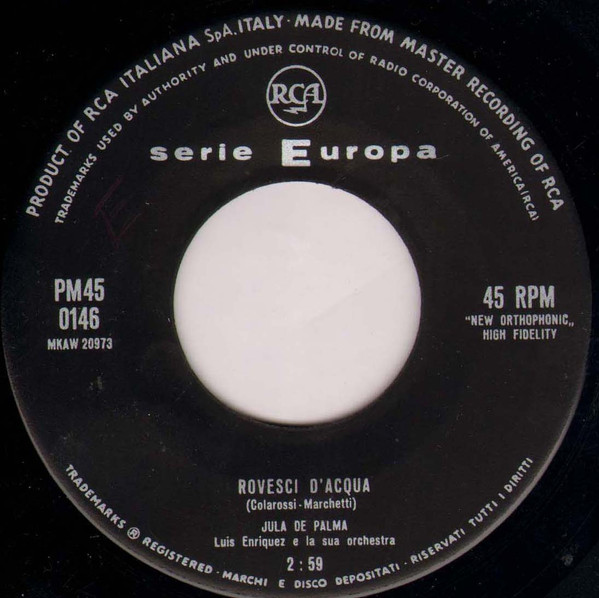 PRODUCT OF RCA ITALIANA SpA. ITALY · MADE FROM MASTER RECORDING OF RCA
TRADEMARKS USED BY AUTHORITY AND UNDER CONTROL OF RADIO CORPORATION OF AMERICA (RCA)
RCA
serie Europa
PM45
0146
MKAW 20973
45 RPM
"NEW ORTHOPHONIC„
HIGH FIDELITY
ROVESCI D'ACQUA
(Colarossi - Marchetti)
JULA DE PALMA
Luis Enriquez e la sua orchestra
2:59
TRADEMARKS ® REGISTERED - MARCHI E DISCO DEPOSITATI - RISERVATI TUTTI I DIRITTI